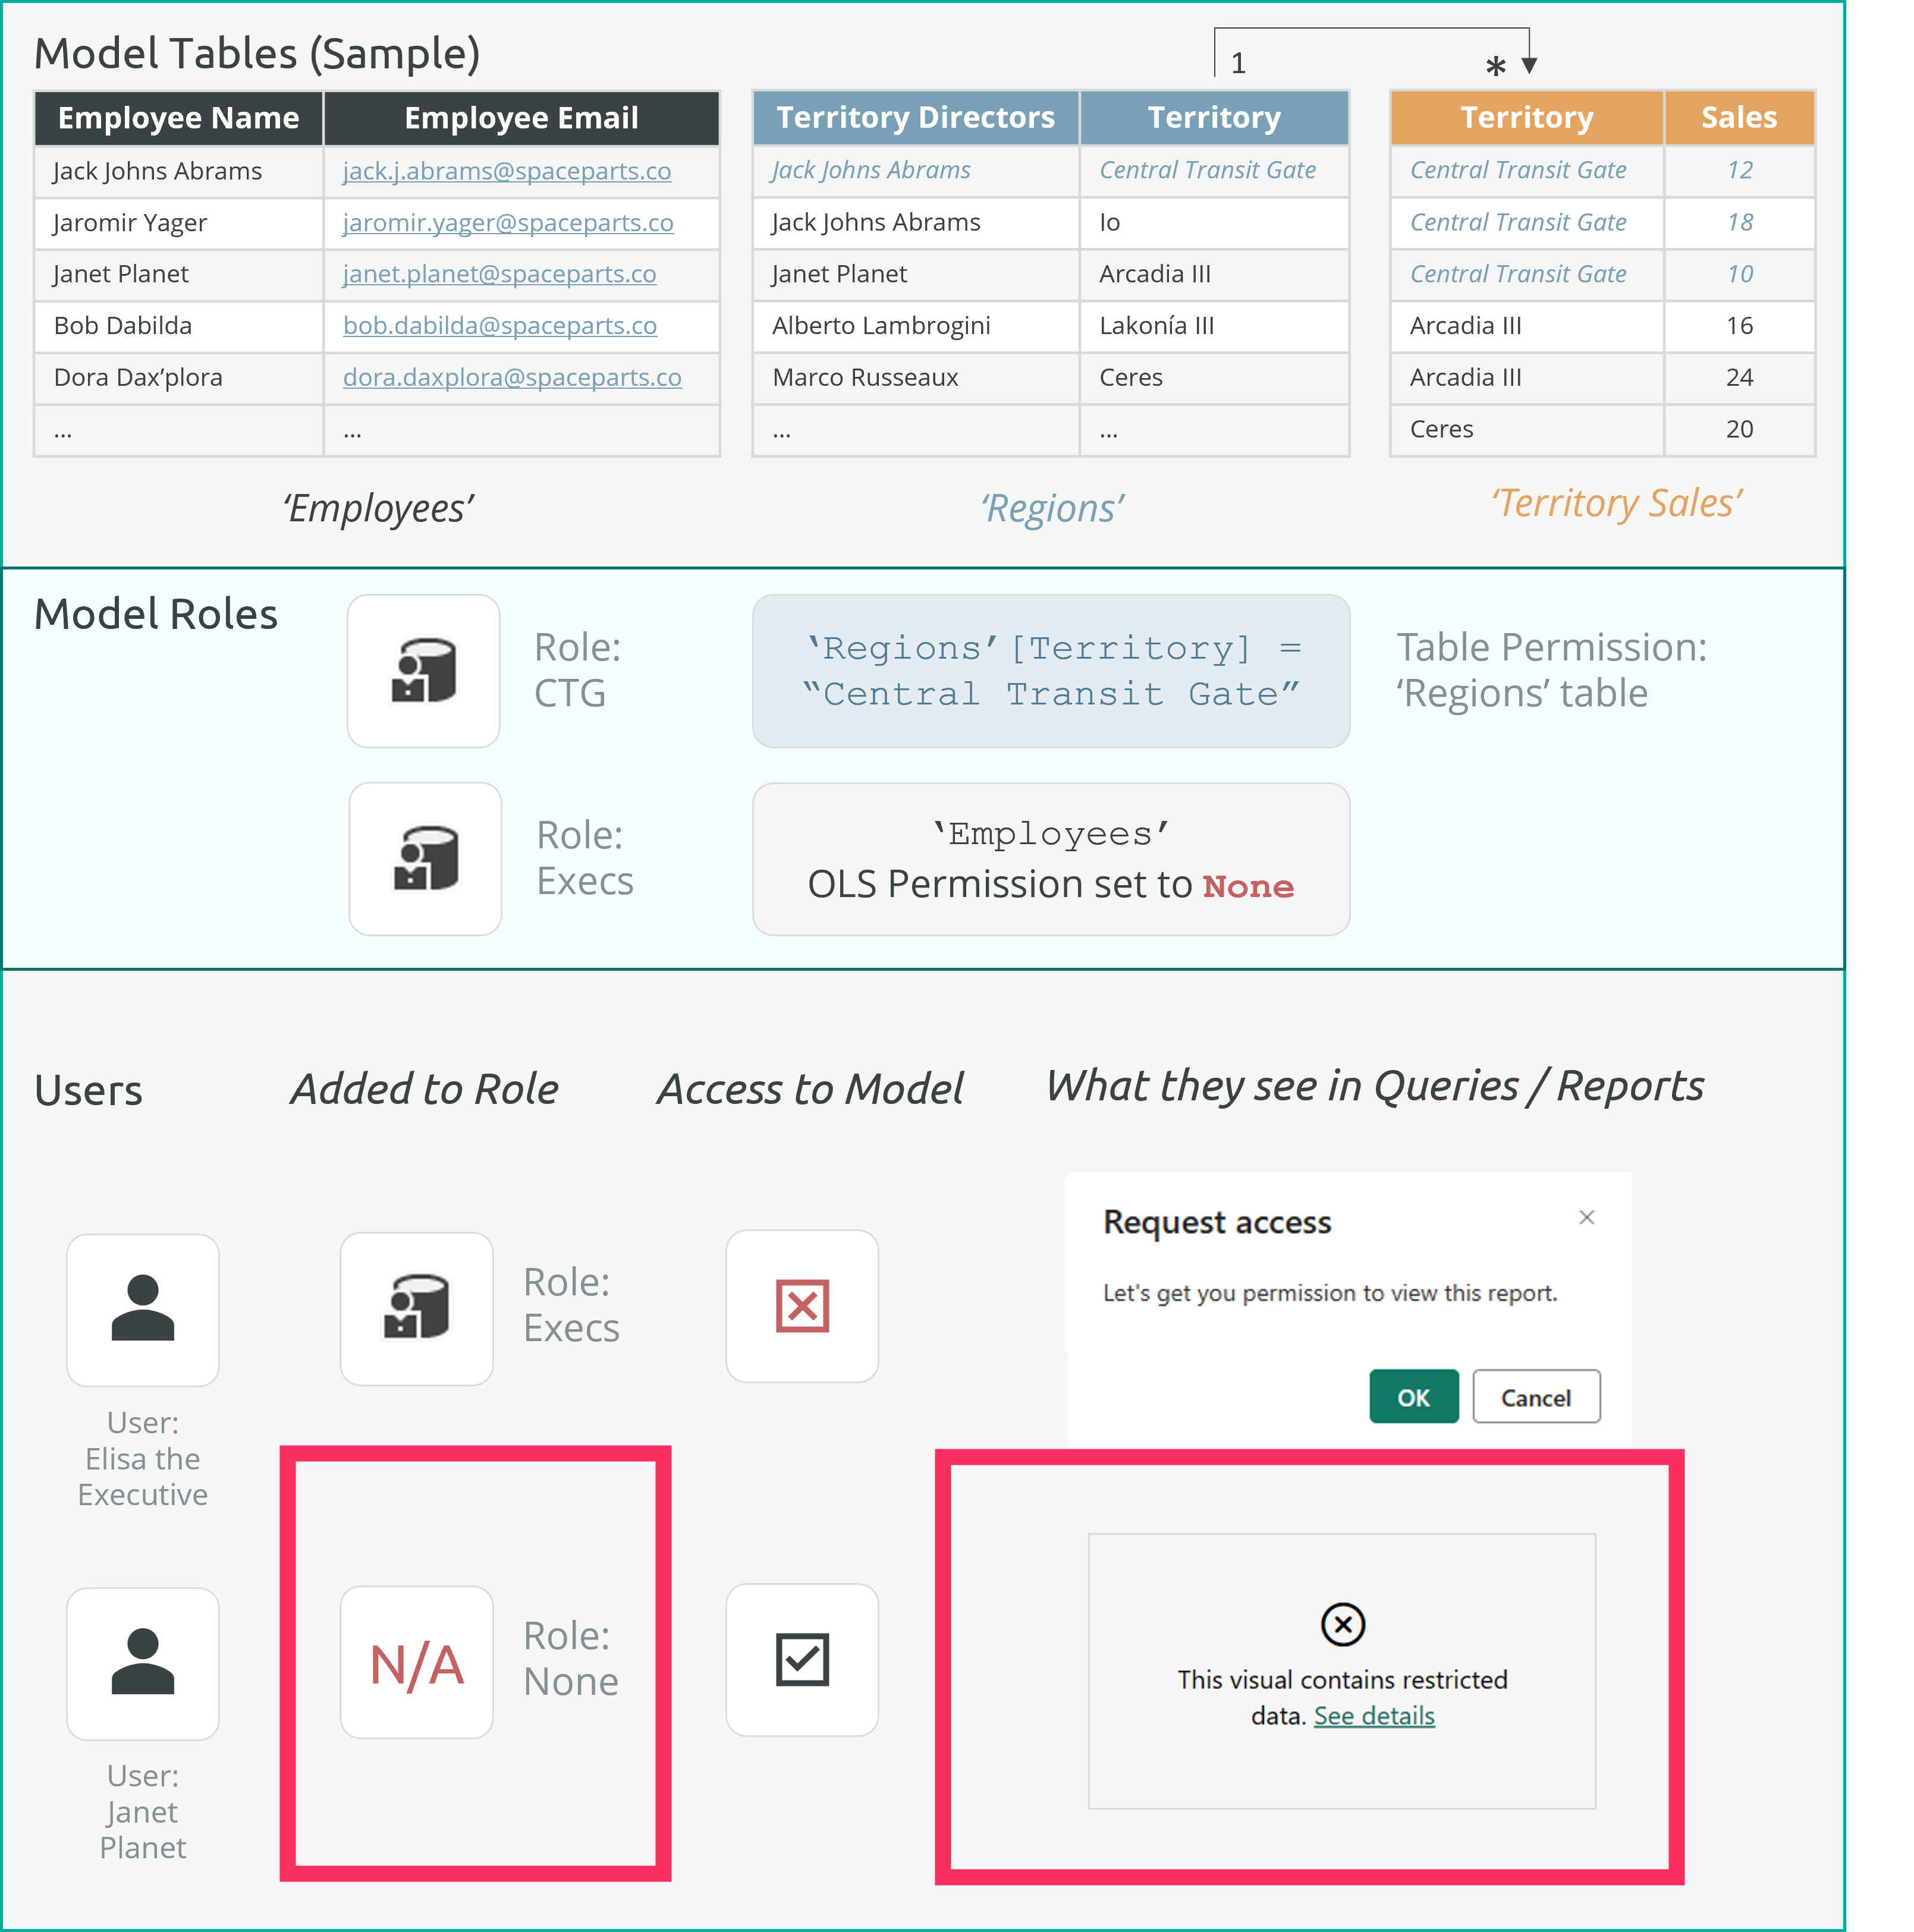 Model Tables (Sample)
1 *
Employee Name Employee Email
Jack Johns Abrams jack.j.abrams@spaceparts.co
Jaromir Yager jaromir.yager@spaceparts.co
Janet Planet janet.planet@spaceparts.co
Bob Dabilda bob.dabilda@spaceparts.co
Dora Dax’plora dora.daxplora@spaceparts.co
... ...
‘Employees’
Territory Directors Territory
Jack Johns Abrams Central Transit Gate
Jack Johns Abrams Io
Janet Planet Arcadia III
Alberto Lambrogini Lakonía III
Marco Russeaux Ceres
... ...
‘Regions’
Territory Sales
Central Transit Gate 12
Central Transit Gate 18
Central Transit Gate 10
Arcadia III 16
Arcadia III 24
Ceres 20
‘Territory Sales’
Model Roles
Role:
CTG
‘Regions’[Territory] =
“Central Transit Gate”
Table Permission:
‘Regions’ table
Role:
Execs
‘Employees’
OLS Permission set to None
Users Added to Role Access to Model What they see in Queries / Reports
User:
Elisa the
Executive
Role:
Execs
Request access
Let's get you permission to view this report.
OK Cancel
User:
Janet
Planet
N/A
Role:
None
This visual contains restricted
data. See details